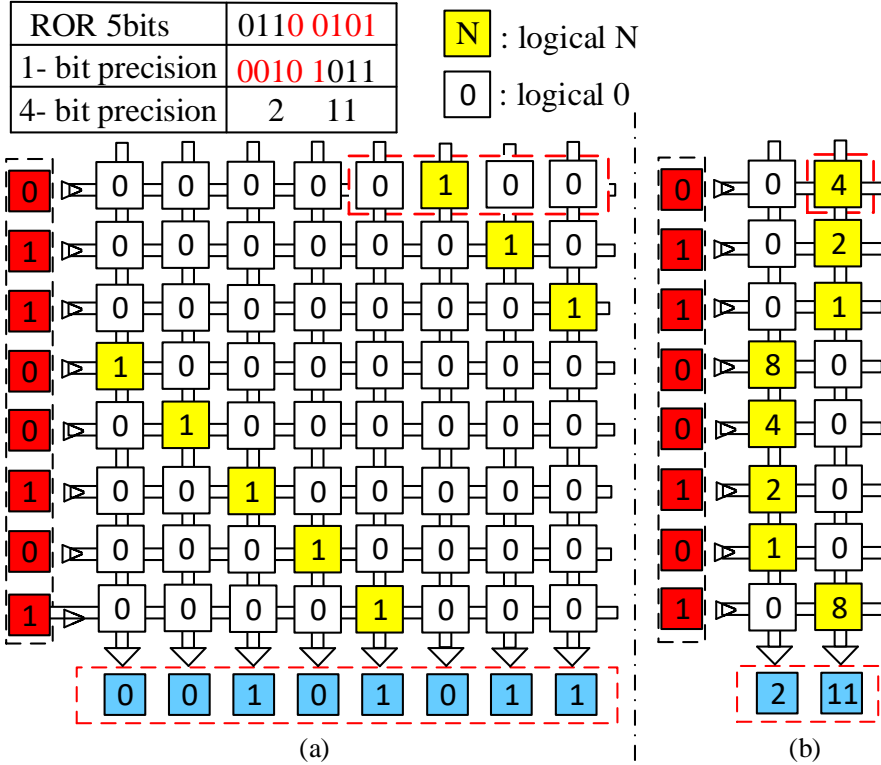 ROR 5bits 0110 0101
1- bit precision 0010 1011
4- bit precision 2 11
N : logical N
0 : logical 0
0 0 0 0 0 0 1 0 0 0 0 4
1 0 0 0 0 0 0 1 0 1 0 2
1 0 0 0 0 0 0 0 1 1 0 1
0 1 0 0 0 0 0 0 0 0 8 0
0 0 1 0 0 0 0 0 0 0 4 0
1 0 0 1 0 0 0 0 0 1 2 0
0 0 0 0 1 0 0 0 0 0 1 0
1 0 0 0 0 1 0 0 0 1 0 8
0 0 1 0 1 0 1 1 2 11
(a) (b)